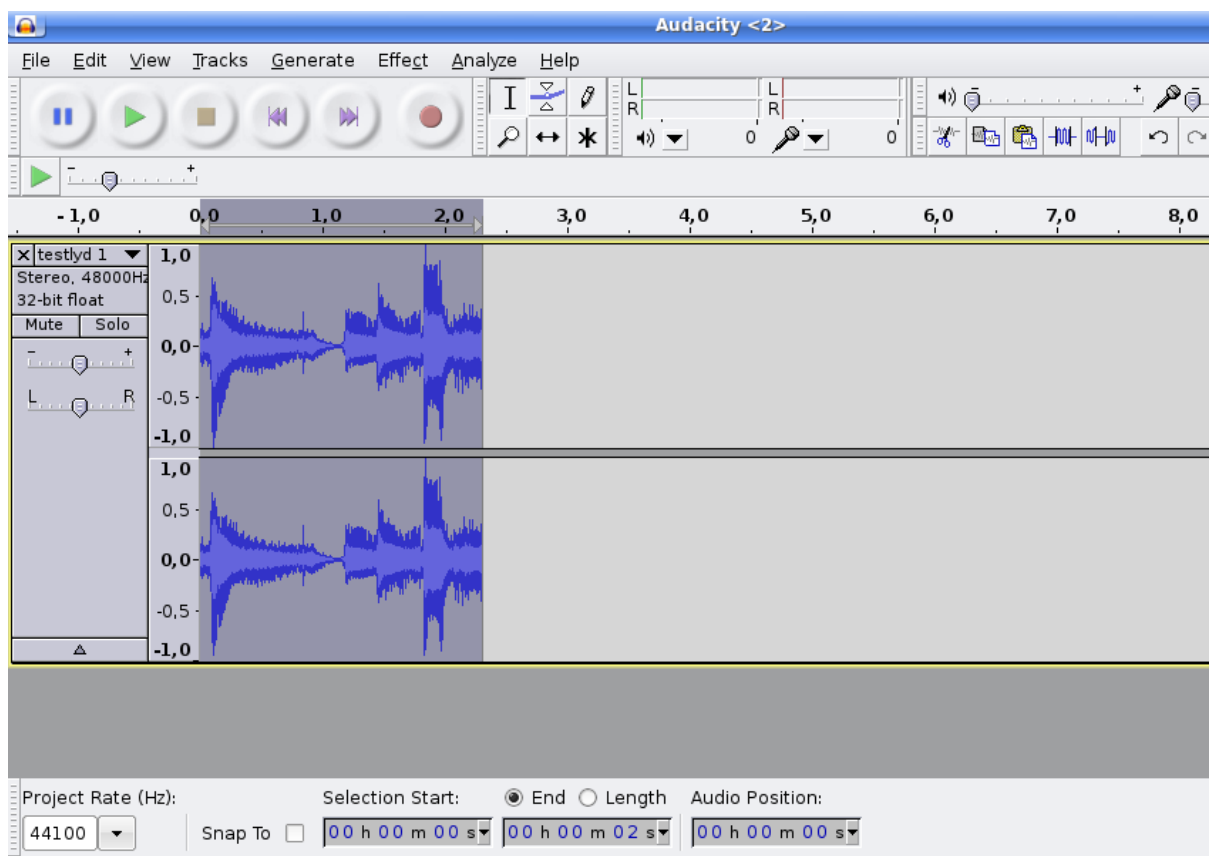 Audacity <2>
File Edit View Tracks Generate Effect Analyze Help
L L
R R
0 0
- +
- 1,0 0,0 1,0 2,0 3,0 4,0 5,0 6,0 7,0 8,0
testlyd 1
Stereo, 48000Hz
32-bit float
Mute Solo
- +
L R
1,0
0,5
0,0
-0,5
-1,0
1,0
0,5
0,0
-0,5
-1,0
Project Rate (Hz): Selection Start: End Length Audio Position:
44100 Snap To 00 h 00 m 00 s 00 h 00 m 02 s 00 h 00 m 00 s